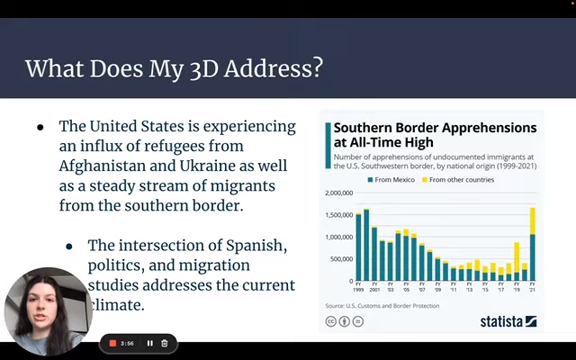 What Does My 3D Address?
● The United States is experiencing
an influx of refugees from
Afghanistan and Ukraine as well
as a steady stream of migrants
from the southern border.
● The intersection of Spanish,
politics, and migration
studies addresses the current
climate.
Southern Border Apprehensions
at All-Time High
Number of apprehensions of undocumented immigrants at
the U.S. Southwestern border, by national origin (1999-2021)
From Mexico From other countries
2,000,000
1,500,000
1,000,000
500,000
0
FY FY FY FY FY FY FY FY FY FY FY FY
1999 2001 '03 '05 '07 '09 '11 '13 '15 '17 '19 '21
Source: U.S. Customs and Border Protection
statista
3:56